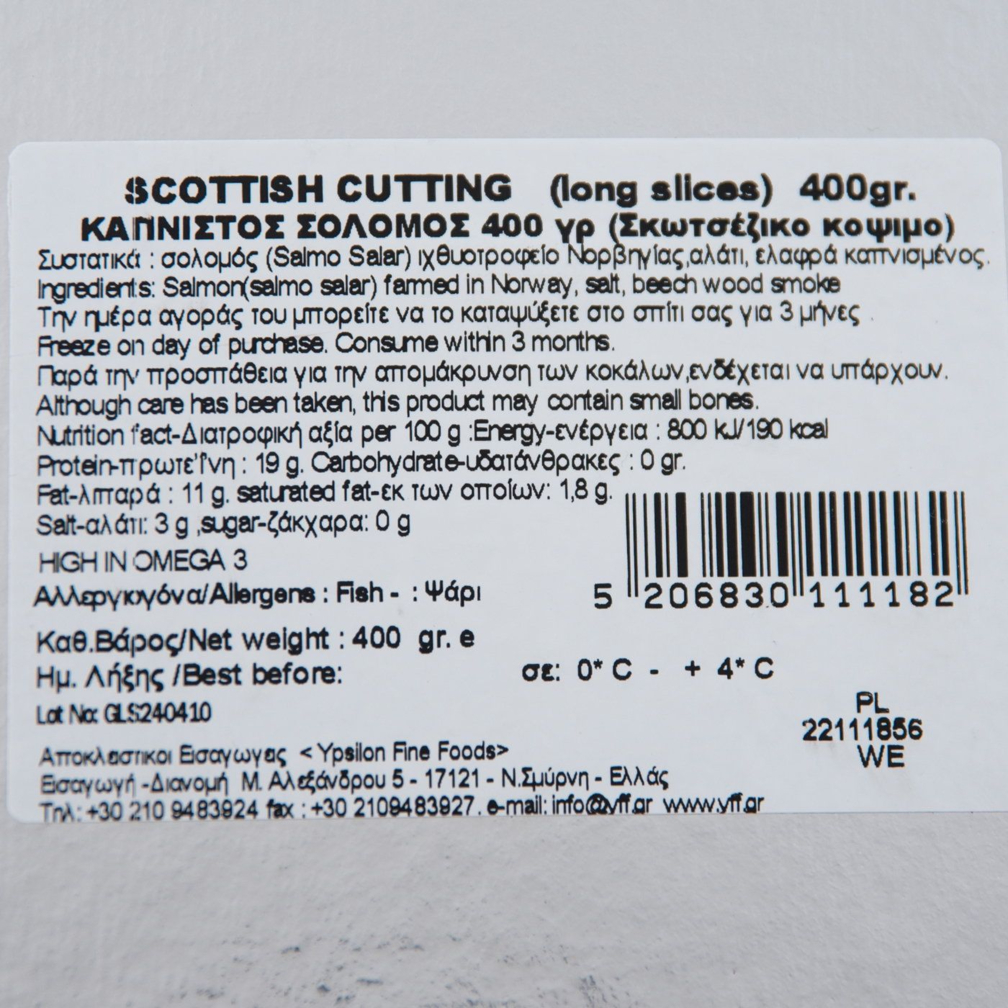 SCOTTISH CUTTING (long slices) 400gr.
ΚΑΠΝΙΣΤΟΣ ΣΟΛΟΜΟΣ 400 γρ (Σκωτσέζικο κοψιμο)
Συστατικά : σολομός (Salmo Salar) ιχθυοτροφείο Νορβηγίας,αλάτι, ελαφρά καπνισμένος.
Ingredients: Salmon(salmo salar) farmed in Norway, salt, beech wood smoke
Την ημέρα αγοράς του μπορείτε να το καταψύξετε στο σπίτι σας για 3 μήνες .
Freeze on day of purchase. Consume within 3 months.
Παρά την προσπάθεια για την απομάκρυνση των κοκάλων,ενδέχεται να υπάρχουν.
Although care has been taken, this product may contain small bones.
Nutrition fact-Διατροφική αξία per 100 g :Energy-ενέργεια : 800 kJ/190 kcal
Protein-πρωτε'ΐνη : 19 g. Carbohydrate-υδατάνθρακες : 0 gr.
Fat-λιπαρά : 11 g. saturated fat-εκ των οποίων: 1,8 g.
Salt-αλάτι: 3 g ,sugar-ζάκχαρα: 0 g
HIGH IN OMEGA 3
Αλλεργιογόνα/Allergens : Fish - : Ψάρι
5 206830 111182
Καθ.Βάρος/Net weight : 400 gr. e
Ημ. Λήξης /Best before: σε: 0* C - + 4* C
Lot No: GLS240410
PL
22111856
WE
Αποκλειστικοι Εισαγωγεις < Ypsilon Fine Foods>
Εισαγωγή -Διανομή Μ. Αλεξάνδρου 5 - 17121 - Ν.Σμύρνη - Ελλάς
Τηλ: +30 210 9483924 fax : +30 2109483927. e-mail: info@yff.gr www.yff.gr